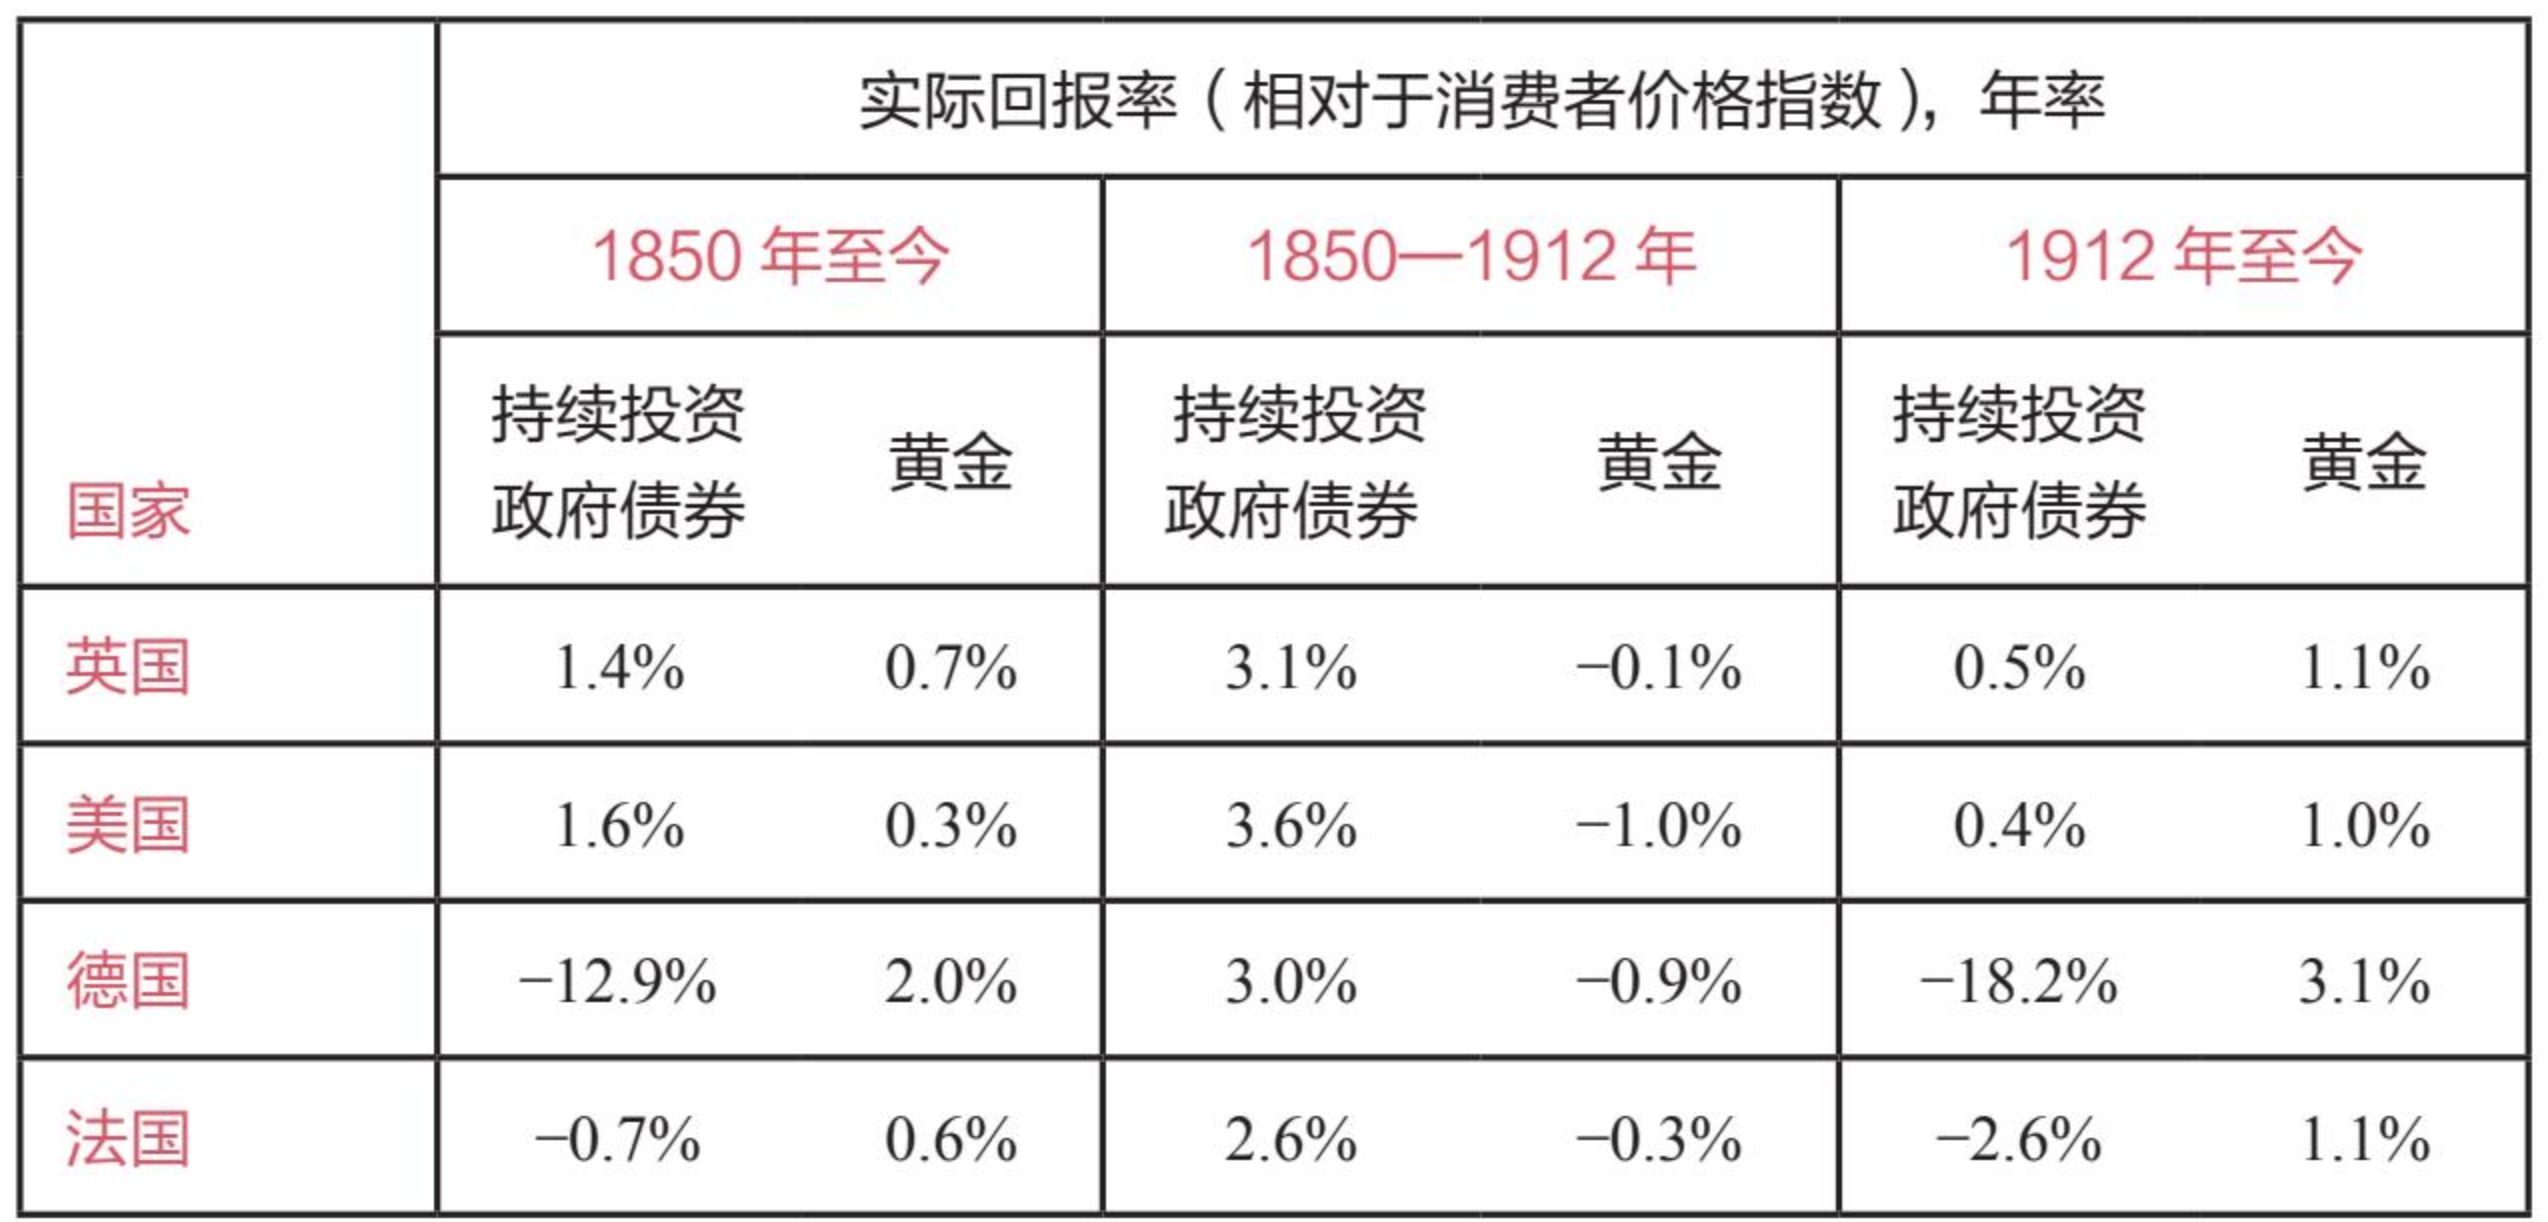 实际回报率（相对于消费者价格指数），年率
1850 年至今 1850—1912 年 1912 年至今
国家 持续投资政府债券 黄金 持续投资政府债券 黄金 持续投资政府债券 黄金
英国 1.4% 0.7% 3.1% −0.1% 0.5% 1.1%
美国 1.6% 0.3% 3.6% −1.0% 0.4% 1.0%
德国 −12.9% 2.0% 3.0% −0.9% −18.2% 3.1%
法国 −0.7% 0.6% 2.6% −0.3% −2.6% 1.1%